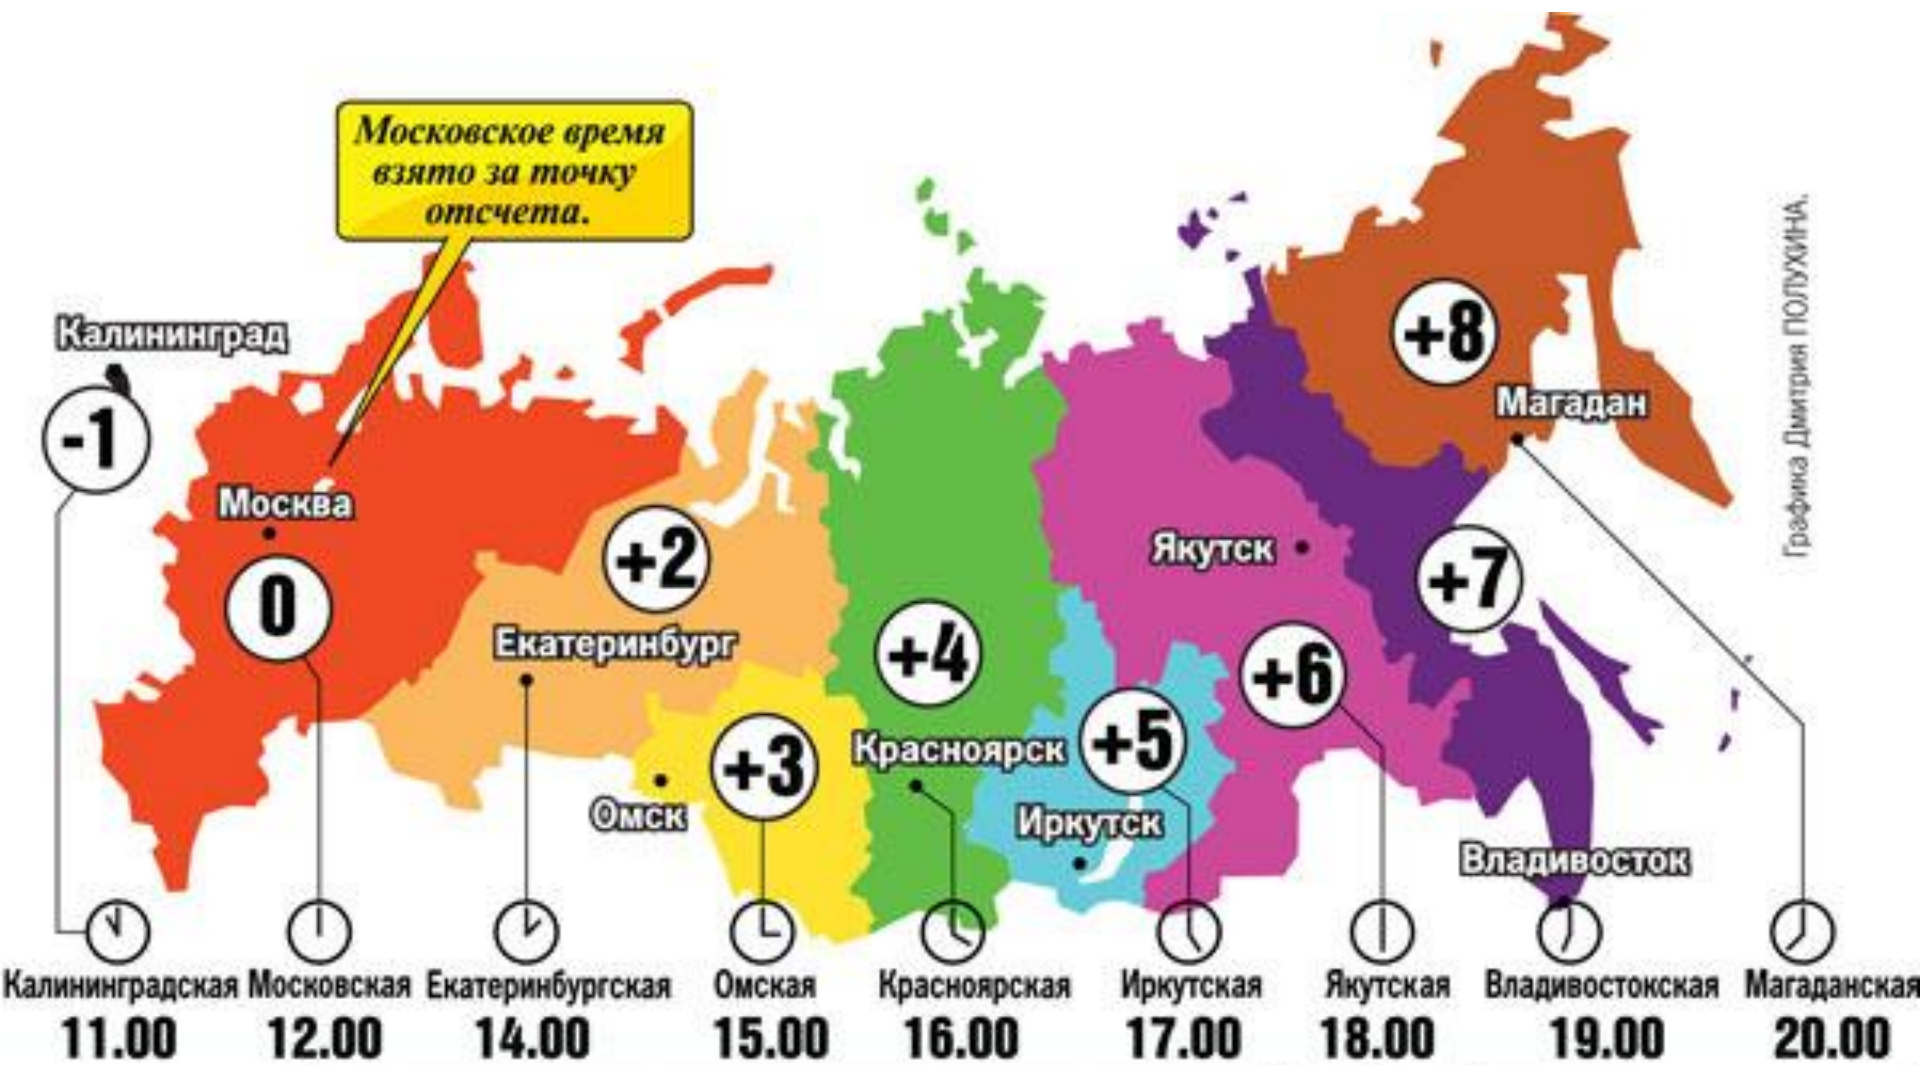 Московское время
взято за точку
отсчета.
Калининград
-1
Москва
0
+2
Екатеринбург
+3
Омск
+4
Красноярск
+5
Иркутск
Якутск
+6
+7
Владивосток
+8
Магадан
Графика Дмитрия ПОЛУХИНА.
Калининградская Московская Екатеринбургская Омская Красноярская Иркутская Якутская Владивостокская Магаданская
11.00 12.00 14.00 15.00 16.00 17.00 18.00 19.00 20.00